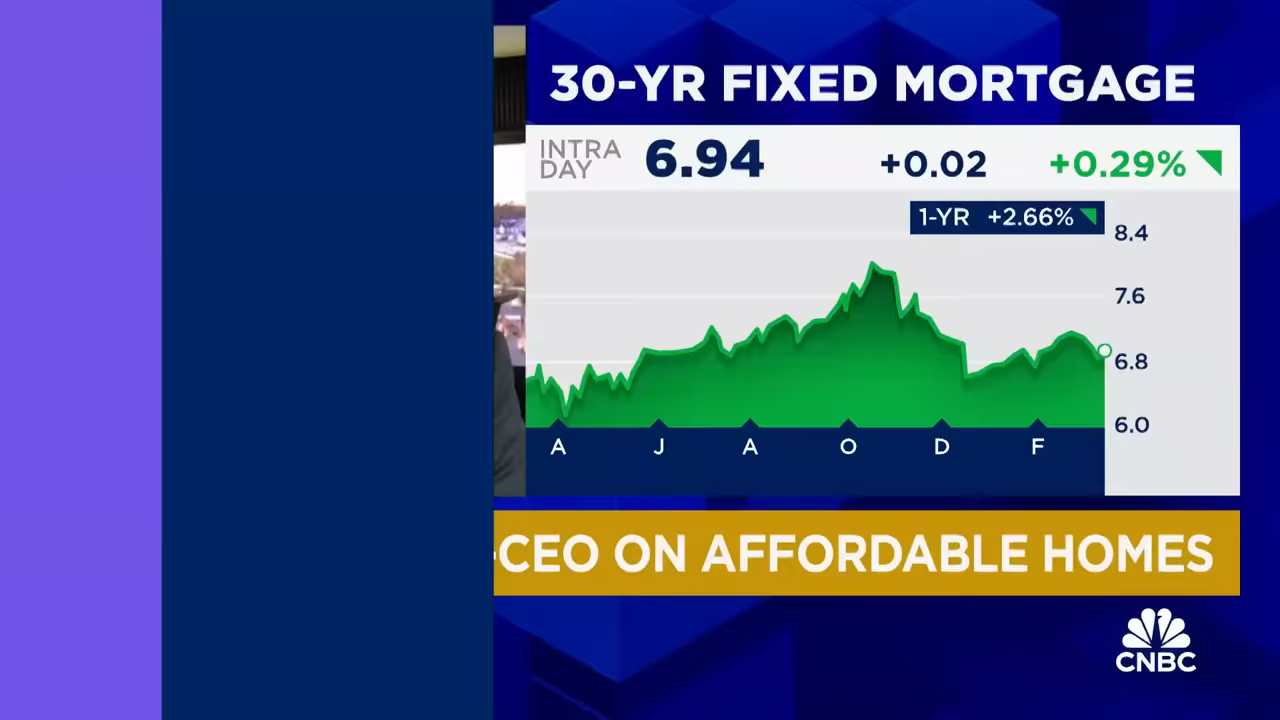 30-YR FIXED MORTGAGE
INTRA DAY 6.94 +0.02 +0.29%
1-YR +2.66%
8.4
7.6
6.8
6.0
A J A O D F
-CEO ON AFFORDABLE HOMES
CNBC